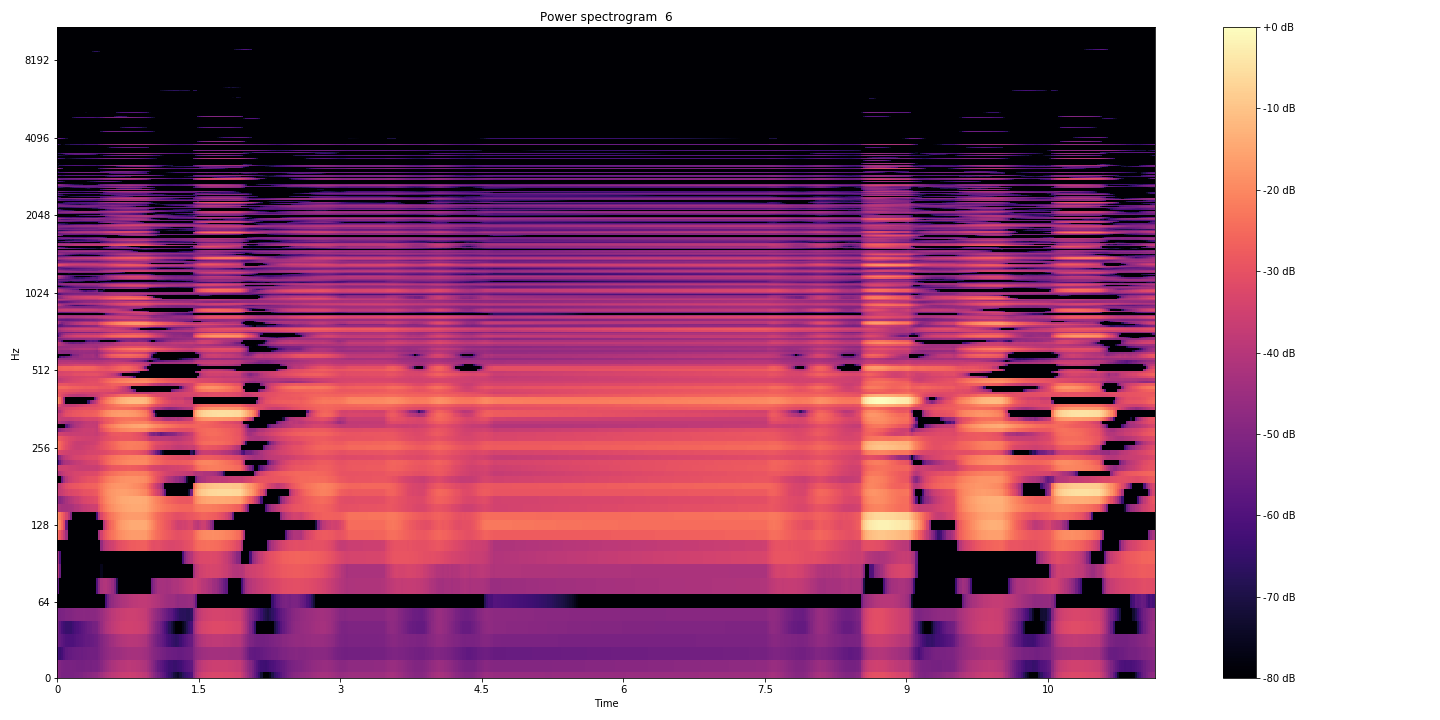 Power spectrogram  6
Hz
8192
4096
2048
1024
512
256
128
64
0
0
1.5
3
4.5
6
7.5
9
10
Time
+0 dB
-10 dB
-20 dB
-30 dB
-40 dB
-50 dB
-60 dB
-70 dB
-80 dB